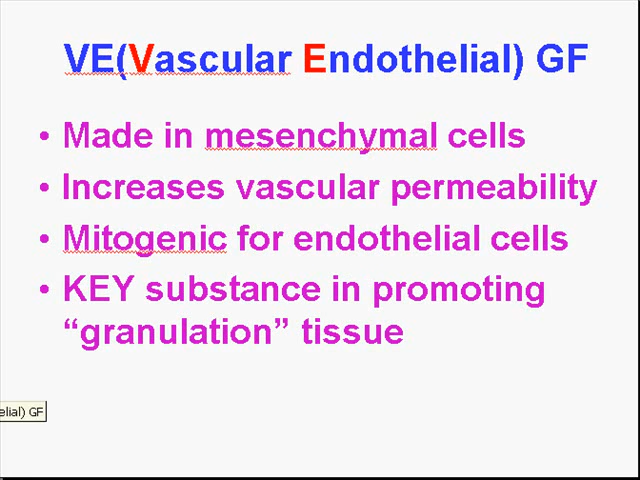 VE(Vascular Endothelial) GF
• Made in mesenchymal cells
• Increases vascular permeability
• Mitogenic for endothelial cells
• KEY substance in promoting
“granulation” tissue
elial) GF